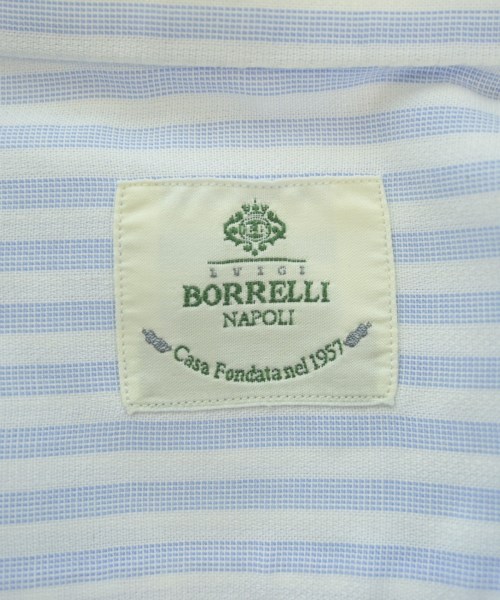 LUIGI
BORRELLI
NAPOLI
Casa Fondata nel 1957